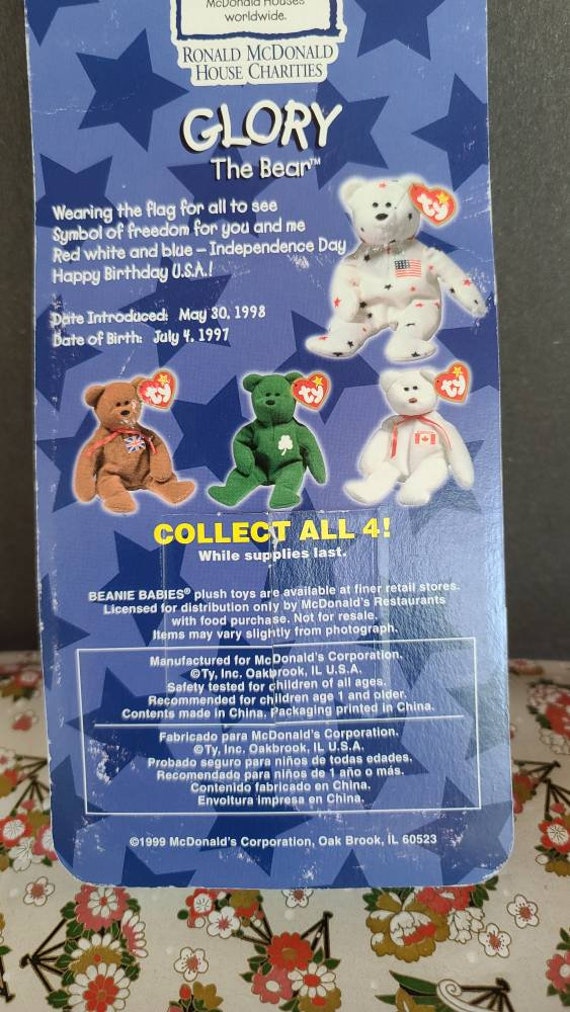 McDonald Houses
worldwide.
RONALD MCDONALD
HOUSE CHARITIES
GLORY
The Bear™
Wearing the flag for all to see
Symbol of freedom for you and me
Red white and blue – Independence Day
Happy Birthday U.S.A.!
Date Introduced: May 30, 1998
Date of Birth: July 4, 1997
ty
ty
ty
ty
COLLECT ALL 4!
While supplies last.
BEANIE BABIES® plush toys are available at finer retail stores.
Licensed for distribution only by McDonald's Restaurants
with food purchase. Not for resale.
Items may vary slightly from photograph.
Manufactured for McDonald's Corporation.
©Ty, Inc. Oakbrook, IL U.S.A.
Safety tested for children of all ages.
Recommended for children age 1 and older.
Contents made in China. Packaging printed in China.
Fabricado para McDonald's Corporation.
©Ty, Inc. Oakbrook, IL U.S.A.
Probado seguro para niños de todas edades.
Recomendado para niños de 1 año o más.
Contenido fabricado en China.
Envoltura impresa en China.
©1999 McDonald's Corporation, Oak Brook, IL 60523